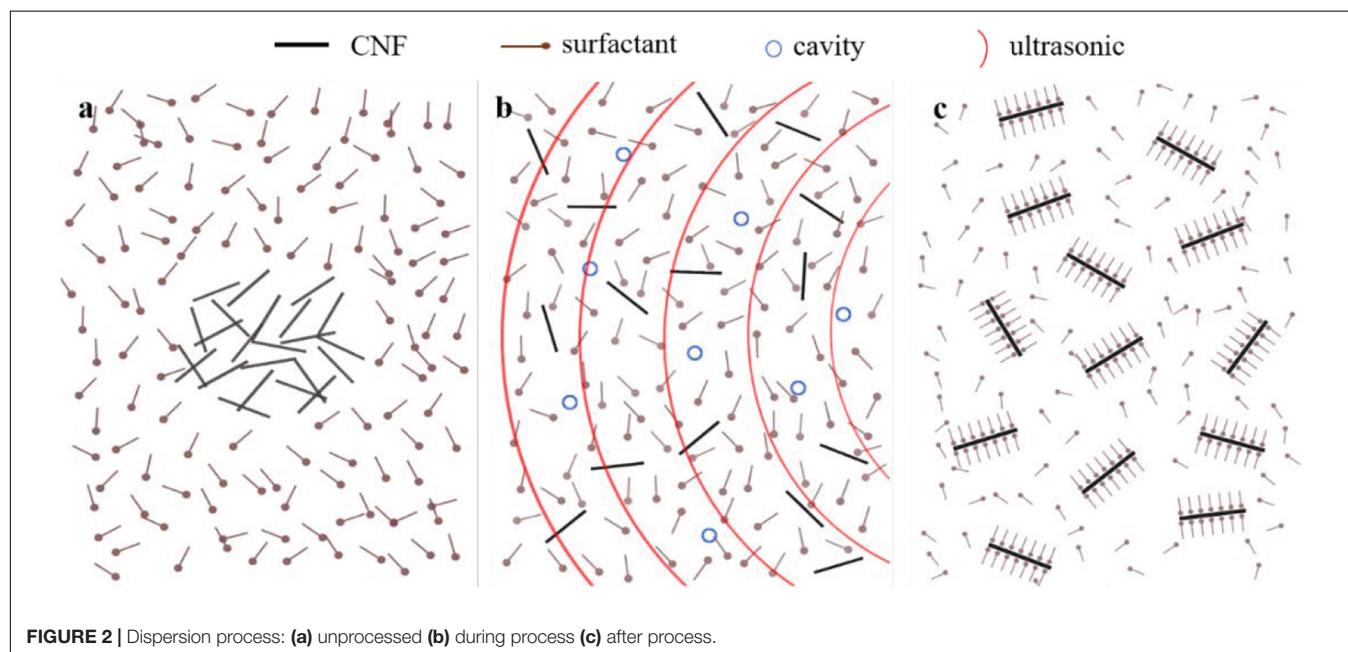 CNF surfactant cavity ultrasonic
a b c
FIGURE 2 | Dispersion process: (a) unprocessed (b) during process (c) after process.